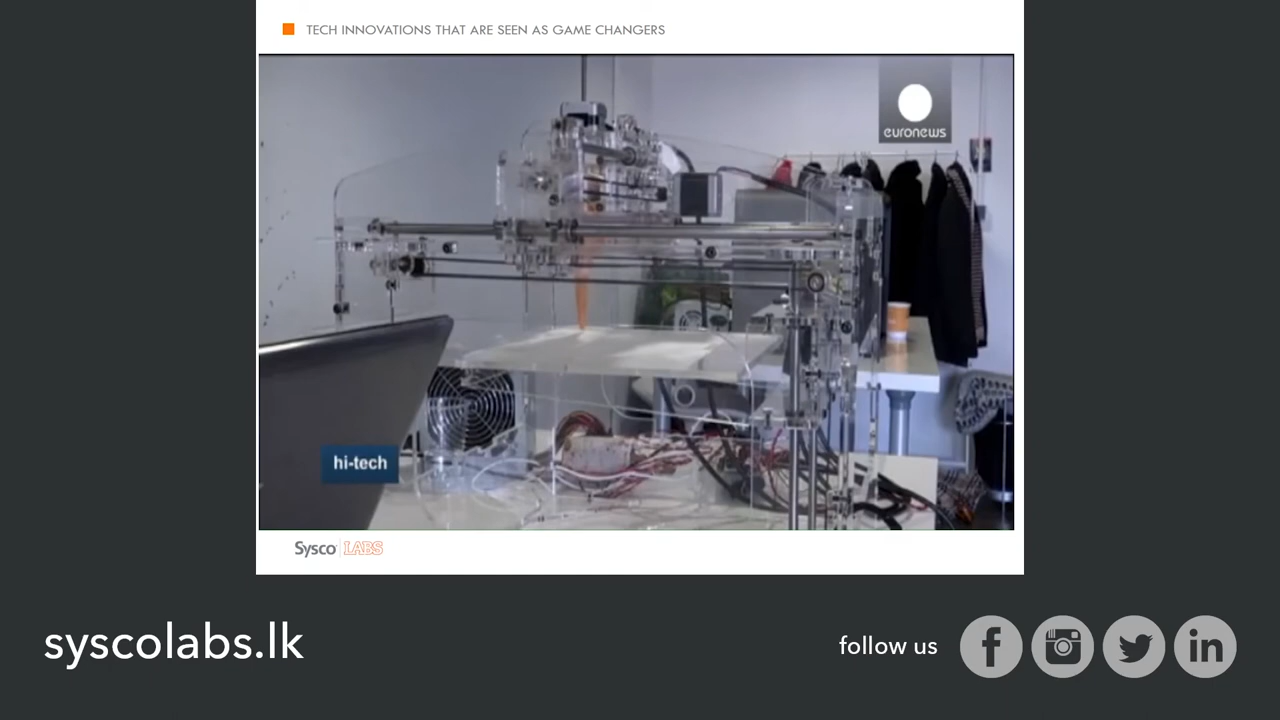 TECH INNOVATIONS THAT ARE SEEN AS GAME CHANGERS
euronews
hi-tech
Sysco LABS
syscolabs.lk
follow us